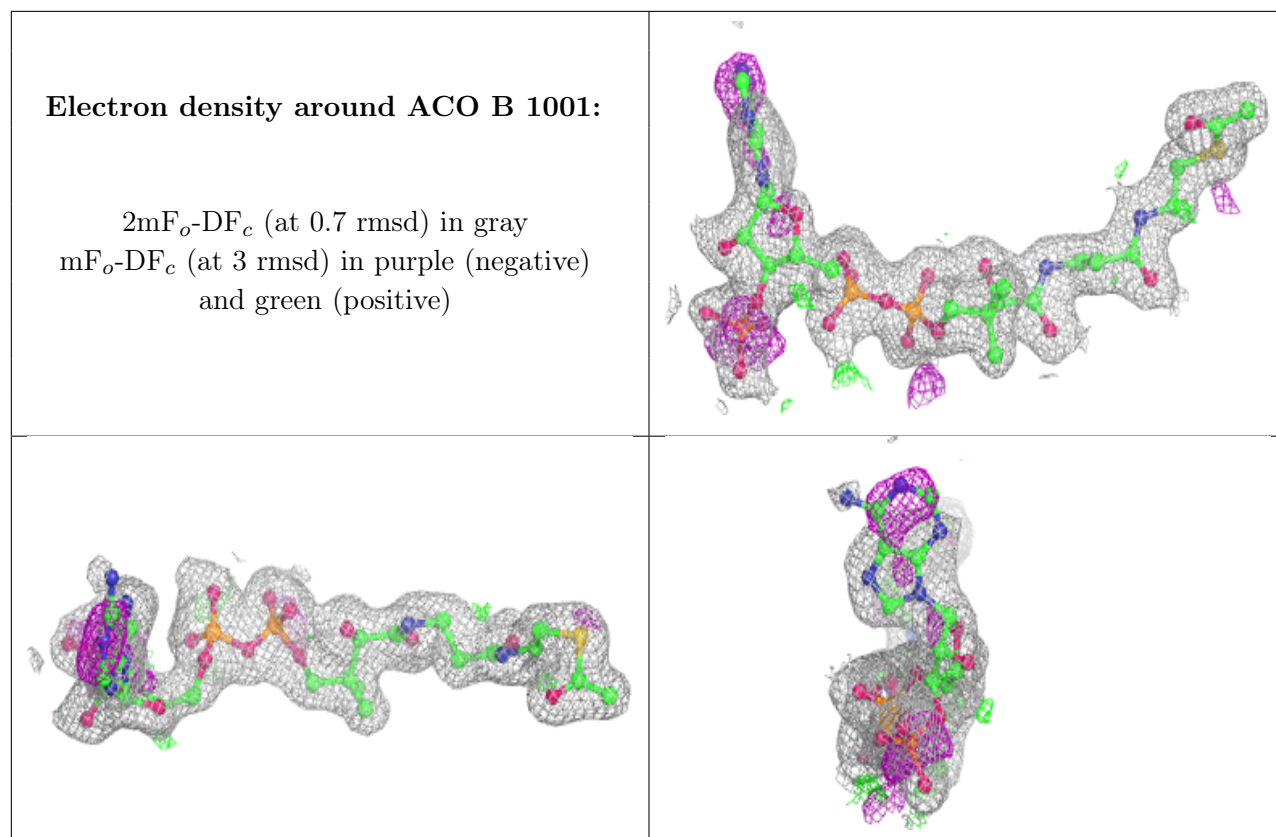 Electron density around ACO B 1001:
2mFₒ-DF𝒸 (at 0.7 rmsd) in gray
mFₒ-DF𝒸 (at 3 rmsd) in purple (negative)
and green (positive)